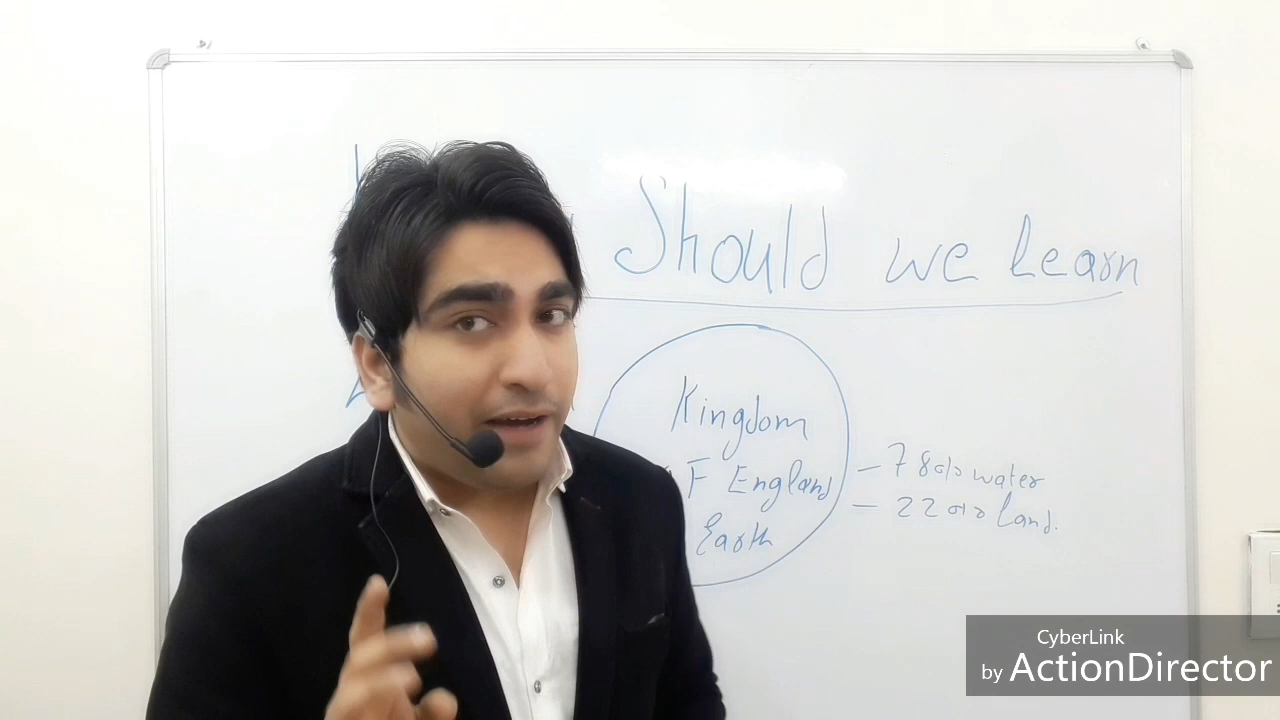 Should we learn
Kingdom
F England
Earth
- 78% water
- 22% land.
CyberLink
by ActionDirector